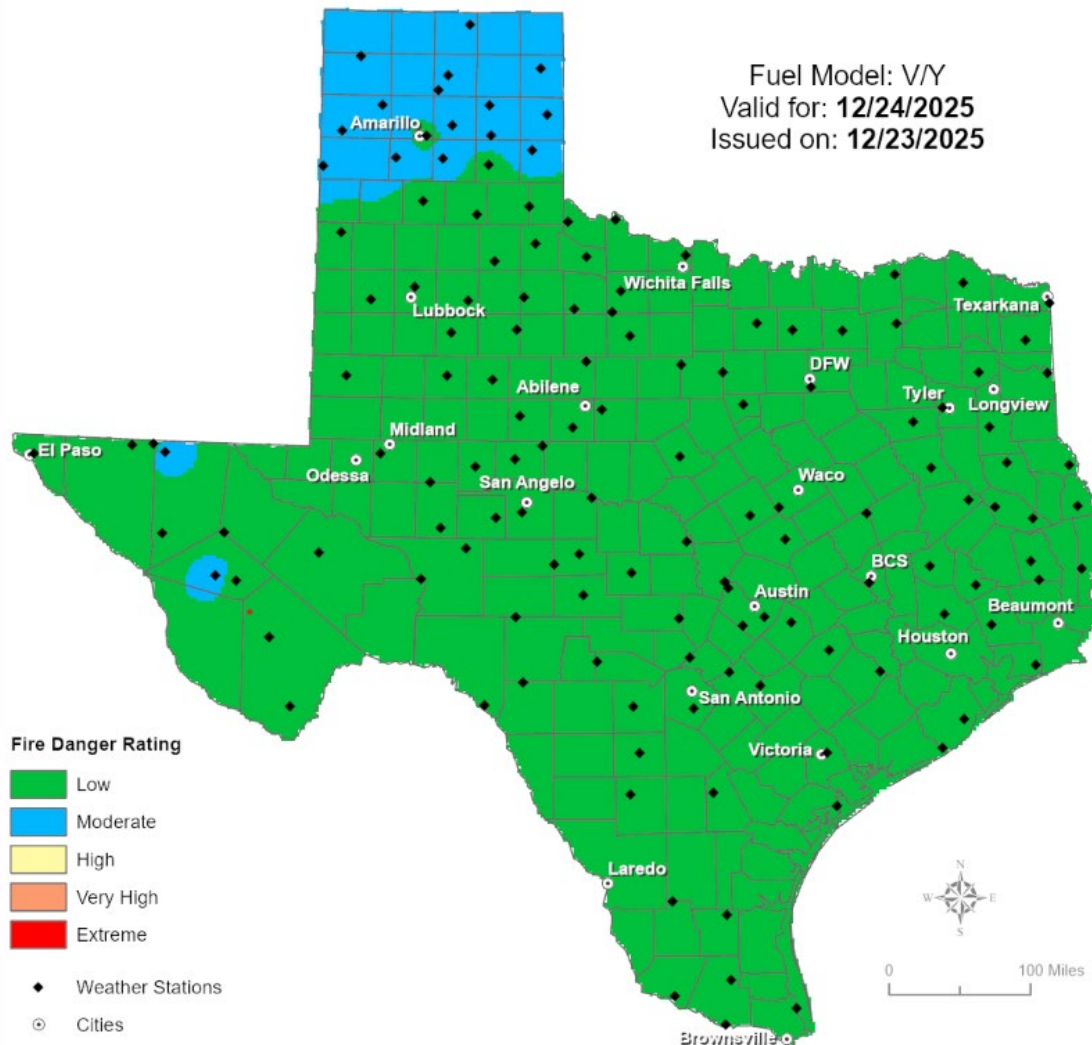 Fuel Model: V/Y
Valid for: 12/24/2025
Issued on: 12/23/2025
Amarillo
Wichita Falls
Lubbock
Texarkana
DFW
Abilene
Tyler
Longview
Midland
El Paso
Odessa
San Angelo
Waco
BCS
Austin
Beaumont
Houston
San Antonio
Victoria
Laredo
Brownsville
Fire Danger Rating
Low
Moderate
High
Very High
Extreme
Weather Stations
Cities
N
W E
S
0 100 Miles